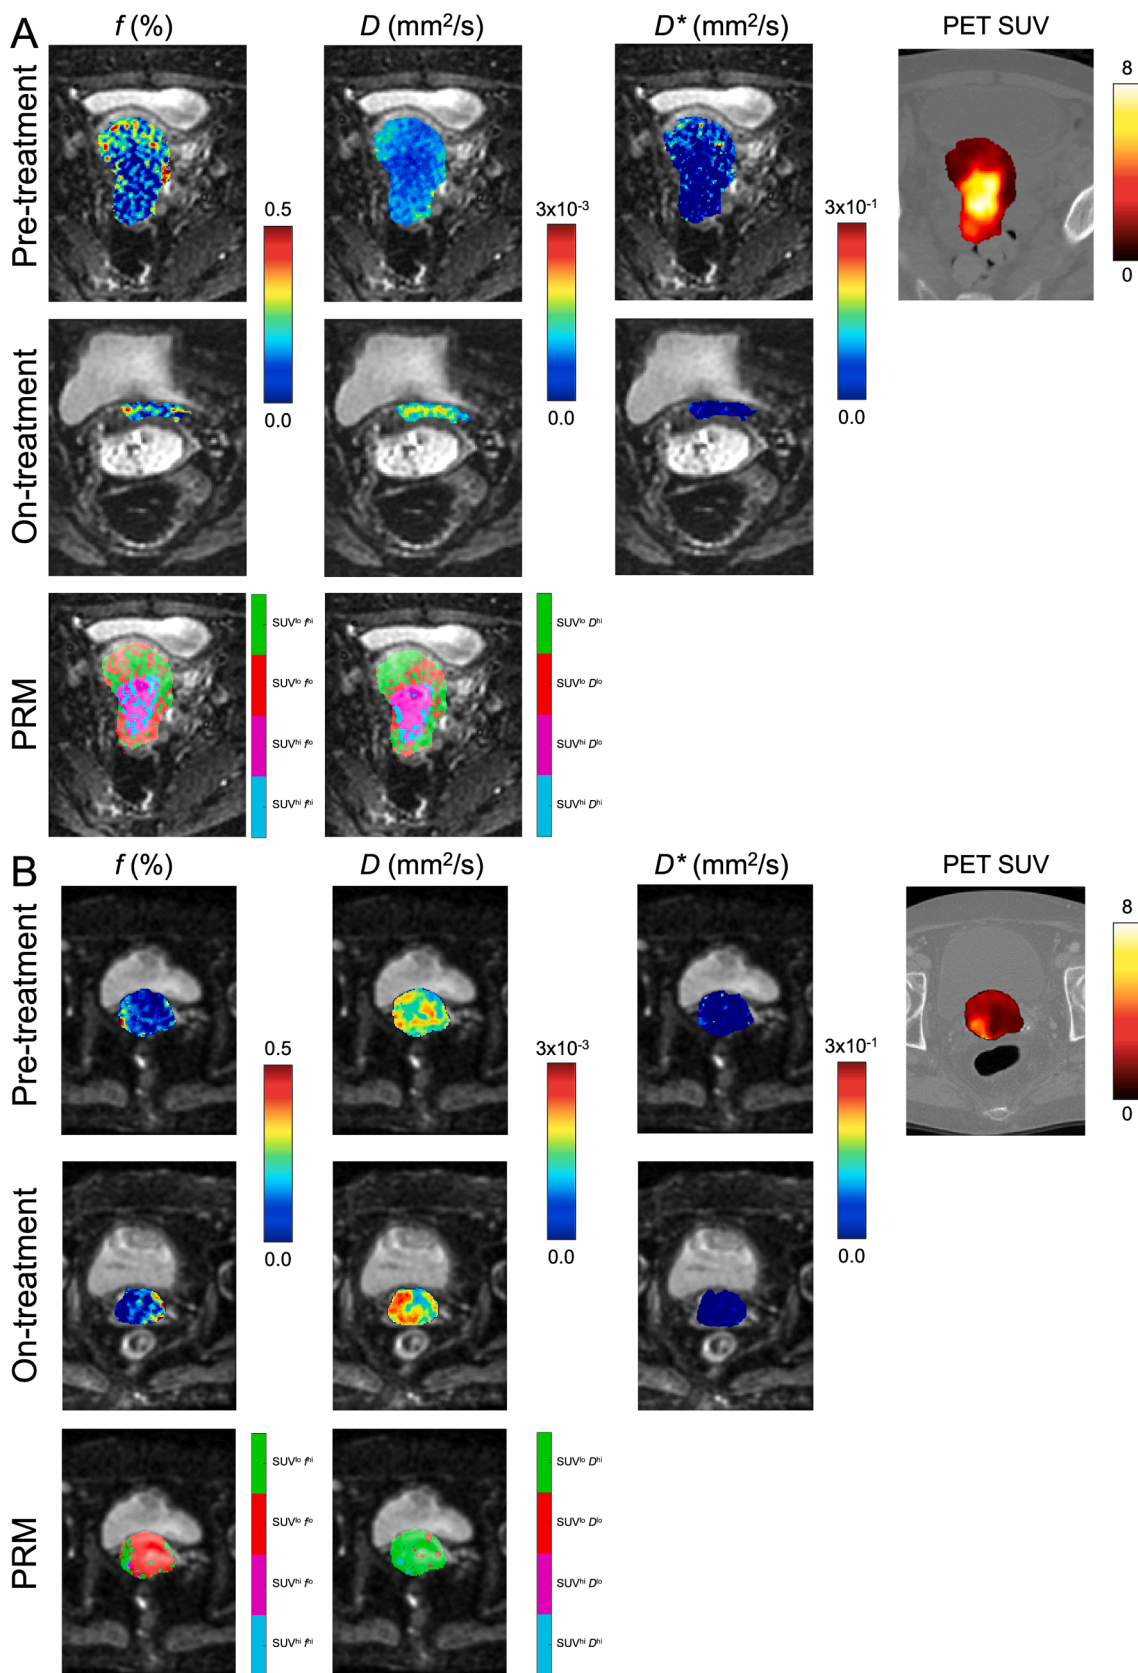 A
f (%)
D (mm²/s)
D* (mm²/s)
PET SUV
Pre-treatment
0.5
0.0
3x10⁻³
0.0
3x10⁻¹
0.0
8
0
On-treatment
PRM
SUVˡᵒ fʰⁱ
SUVˡᵒ fˡᵒ
SUVʰⁱ fˡᵒ
SUVʰⁱ fʰⁱ
SUVˡᵒ Dʰⁱ
SUVˡᵒ Dˡᵒ
SUVʰⁱ Dˡᵒ
SUVʰⁱ Dʰⁱ
B
f (%)
D (mm²/s)
D* (mm²/s)
PET SUV
Pre-treatment
0.5
0.0
3x10⁻³
0.0
3x10⁻¹
0.0
8
0
On-treatment
PRM
SUVˡᵒ fʰⁱ
SUVˡᵒ fˡᵒ
SUVʰⁱ fˡᵒ
SUVʰⁱ fʰⁱ
SUVˡᵒ Dʰⁱ
SUVˡᵒ Dˡᵒ
SUVʰⁱ Dˡᵒ
SUVʰⁱ Dʰⁱ